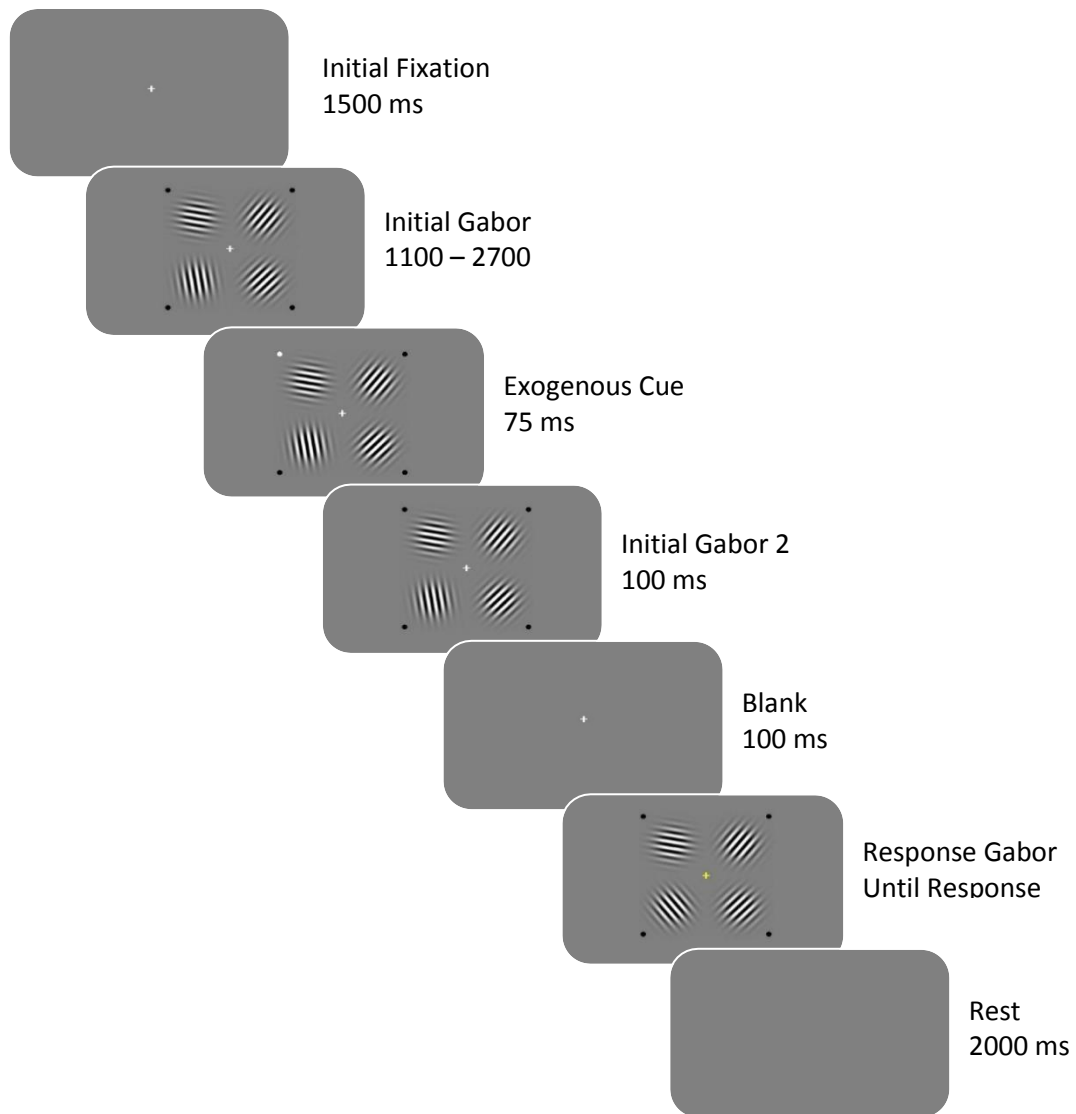 Initial Fixation
1500 ms
Initial Gabor
1100 – 2700
Exogenous Cue
75 ms
Initial Gabor 2
100 ms
Blank
100 ms
Response Gabor
Until Response
Rest
2000 ms